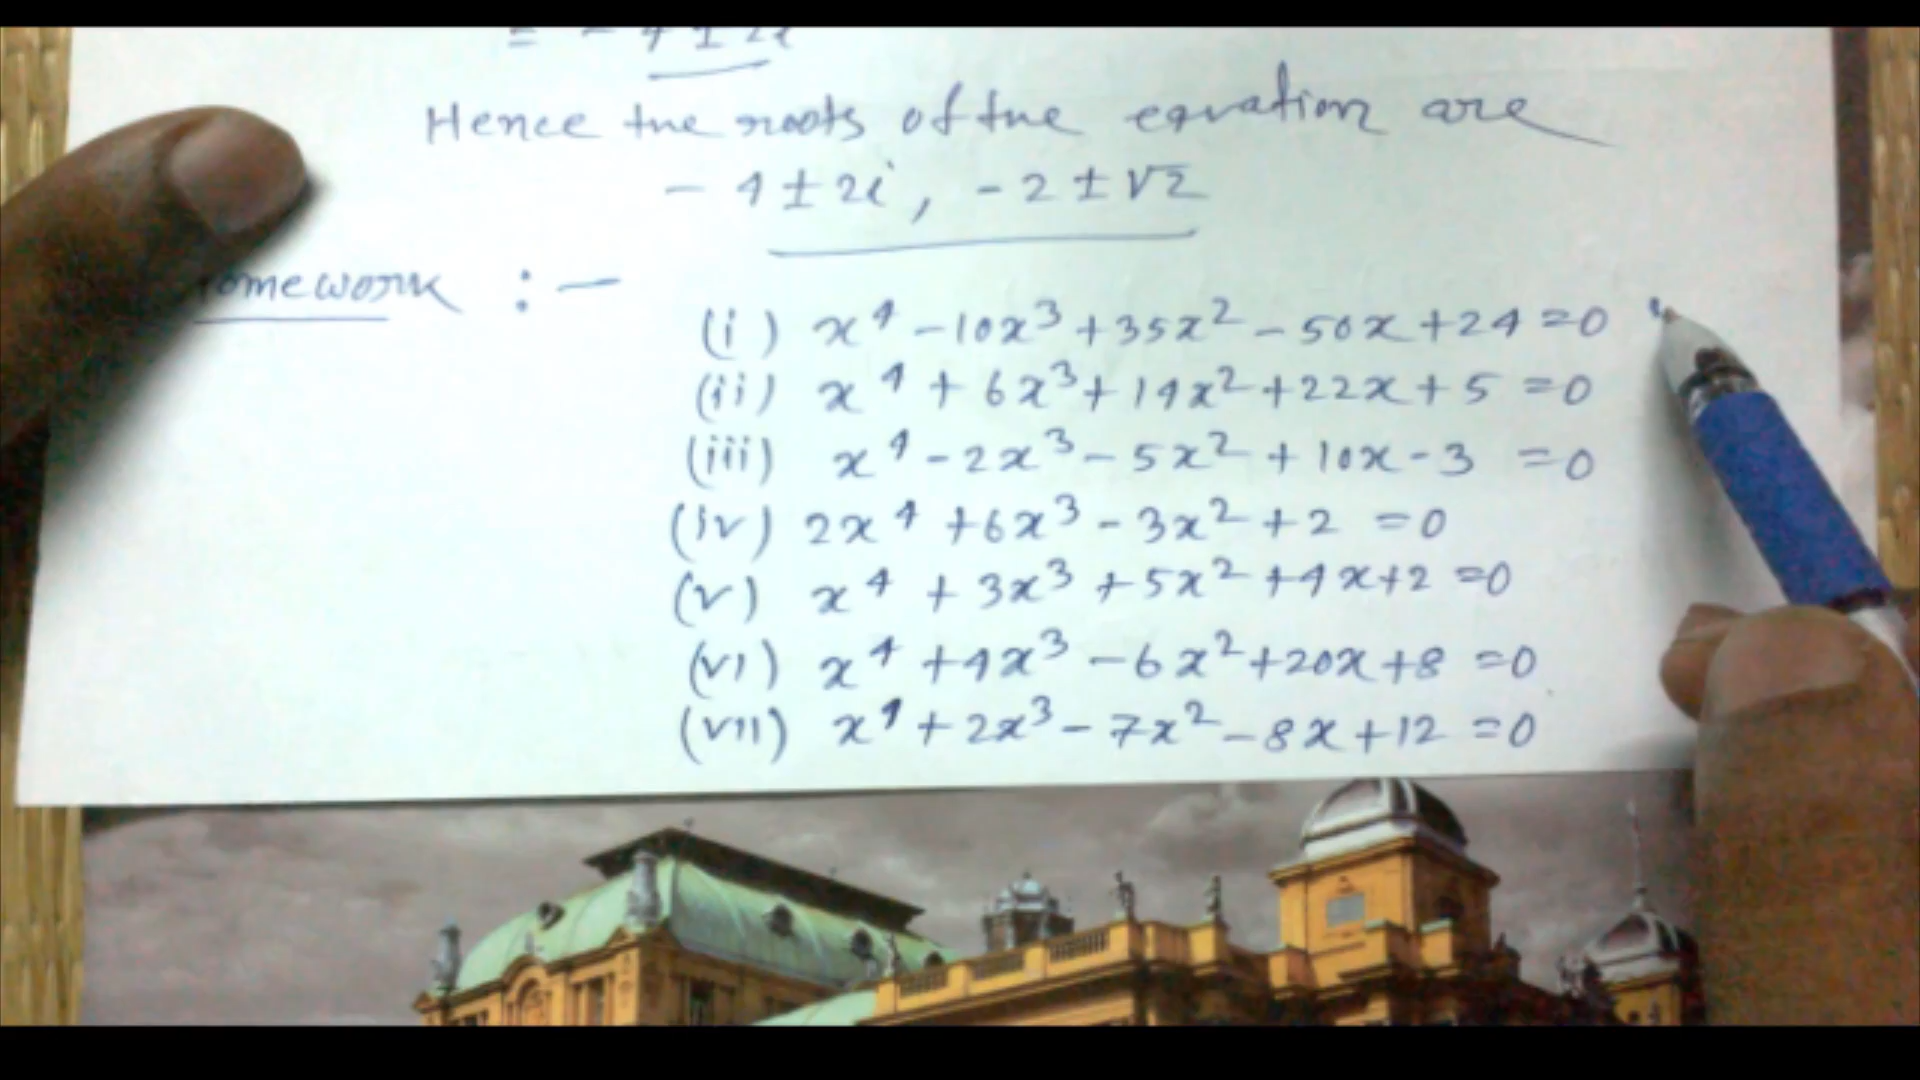 Hence the roots of the equation are
- 4 ± 2i, -2 ± √2
omework :-
(i) x⁴ - 10x³ + 35x² - 50x + 24 = 0
(ii) x⁴ + 6x³ + 14x² + 22x + 5 = 0
(iii) x⁴ - 2x³ - 5x² + 10x - 3 = 0
(iv) 2x⁴ + 6x³ - 3x² + 2 = 0
(v) x⁴ + 3x³ + 5x² + 4x + 2 = 0
(vi) x⁴ + 4x³ - 6x² + 20x + 8 = 0
(vii) x⁴ + 2x³ - 7x² - 8x + 12 = 0